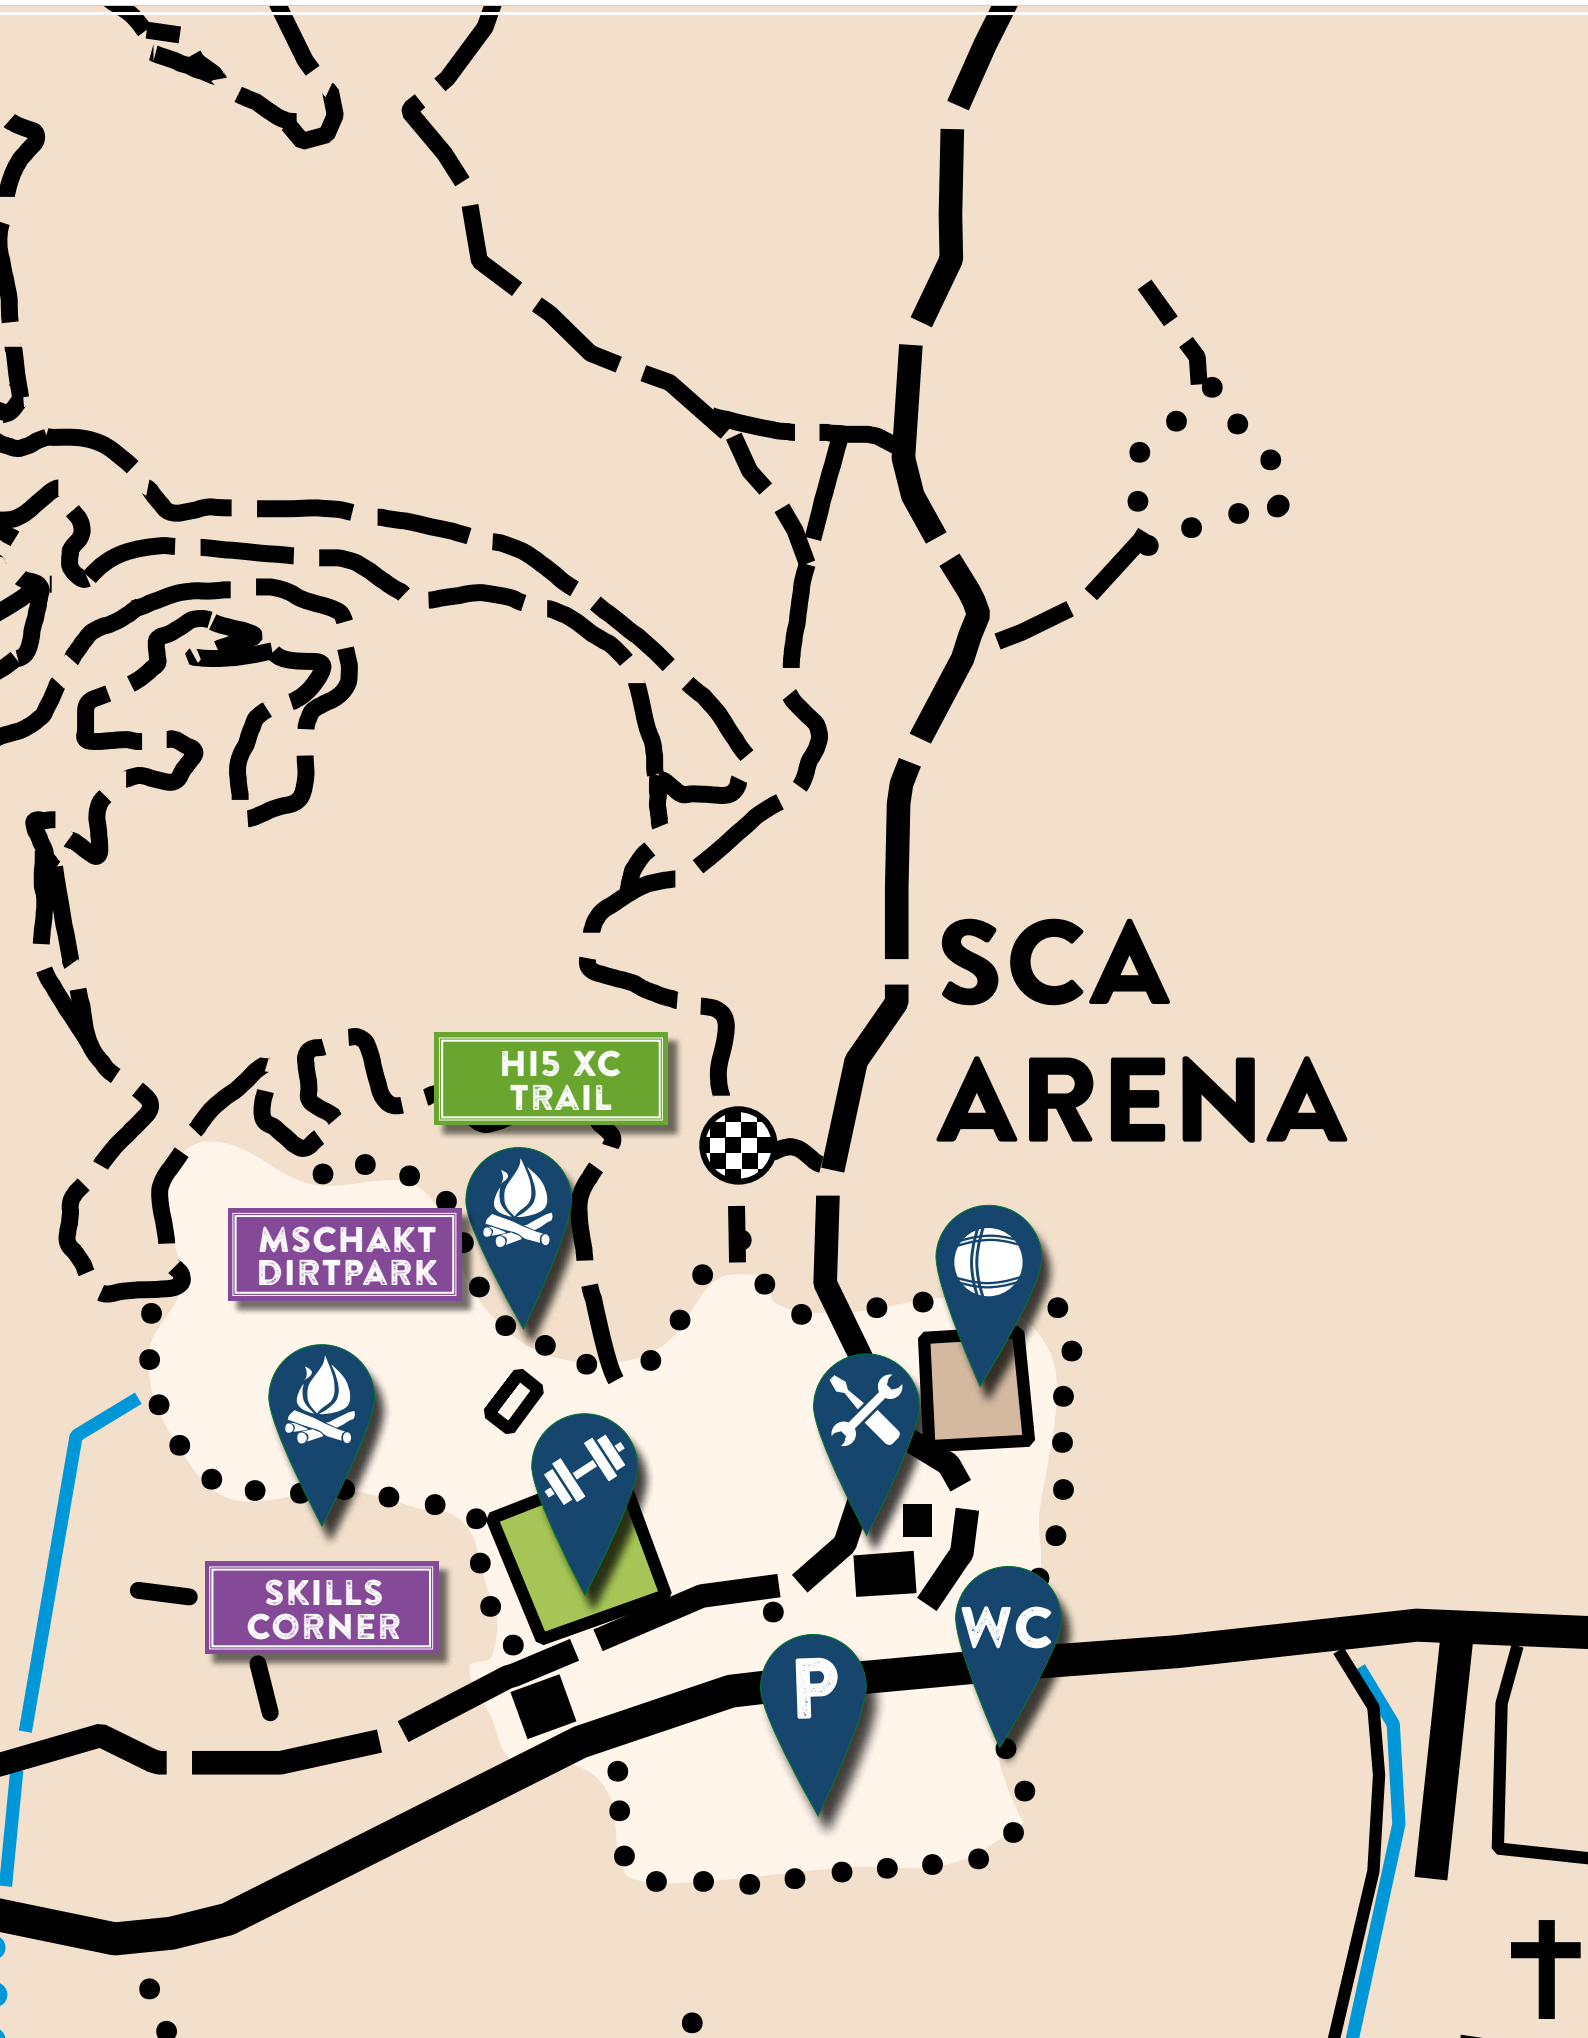 SCA
ARENA
HI5 XC
TRAIL
MSCHAKT
DIRTPARK
SKILLS
CORNER
WC
P